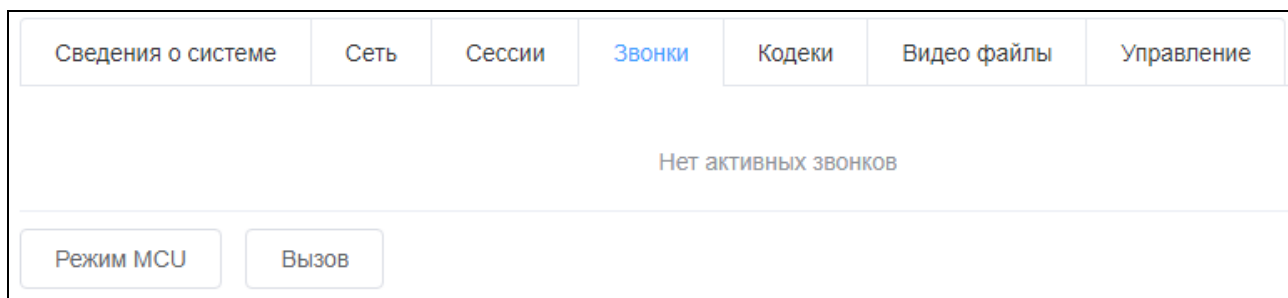 Сведения о системе Сеть Сессии Звонки Кодеки Видео файлы Управление
Нет активных звонков
Режим MCU Вызов